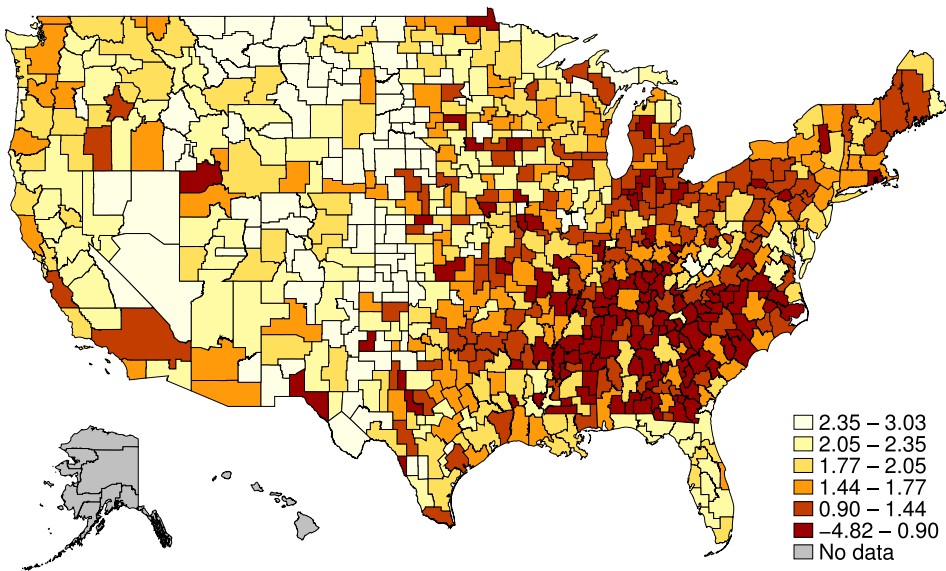 2.35 – 3.03
2.05 – 2.35
1.77 – 2.05
1.44 – 1.77
0.90 – 1.44
−4.82 – 0.90
No data